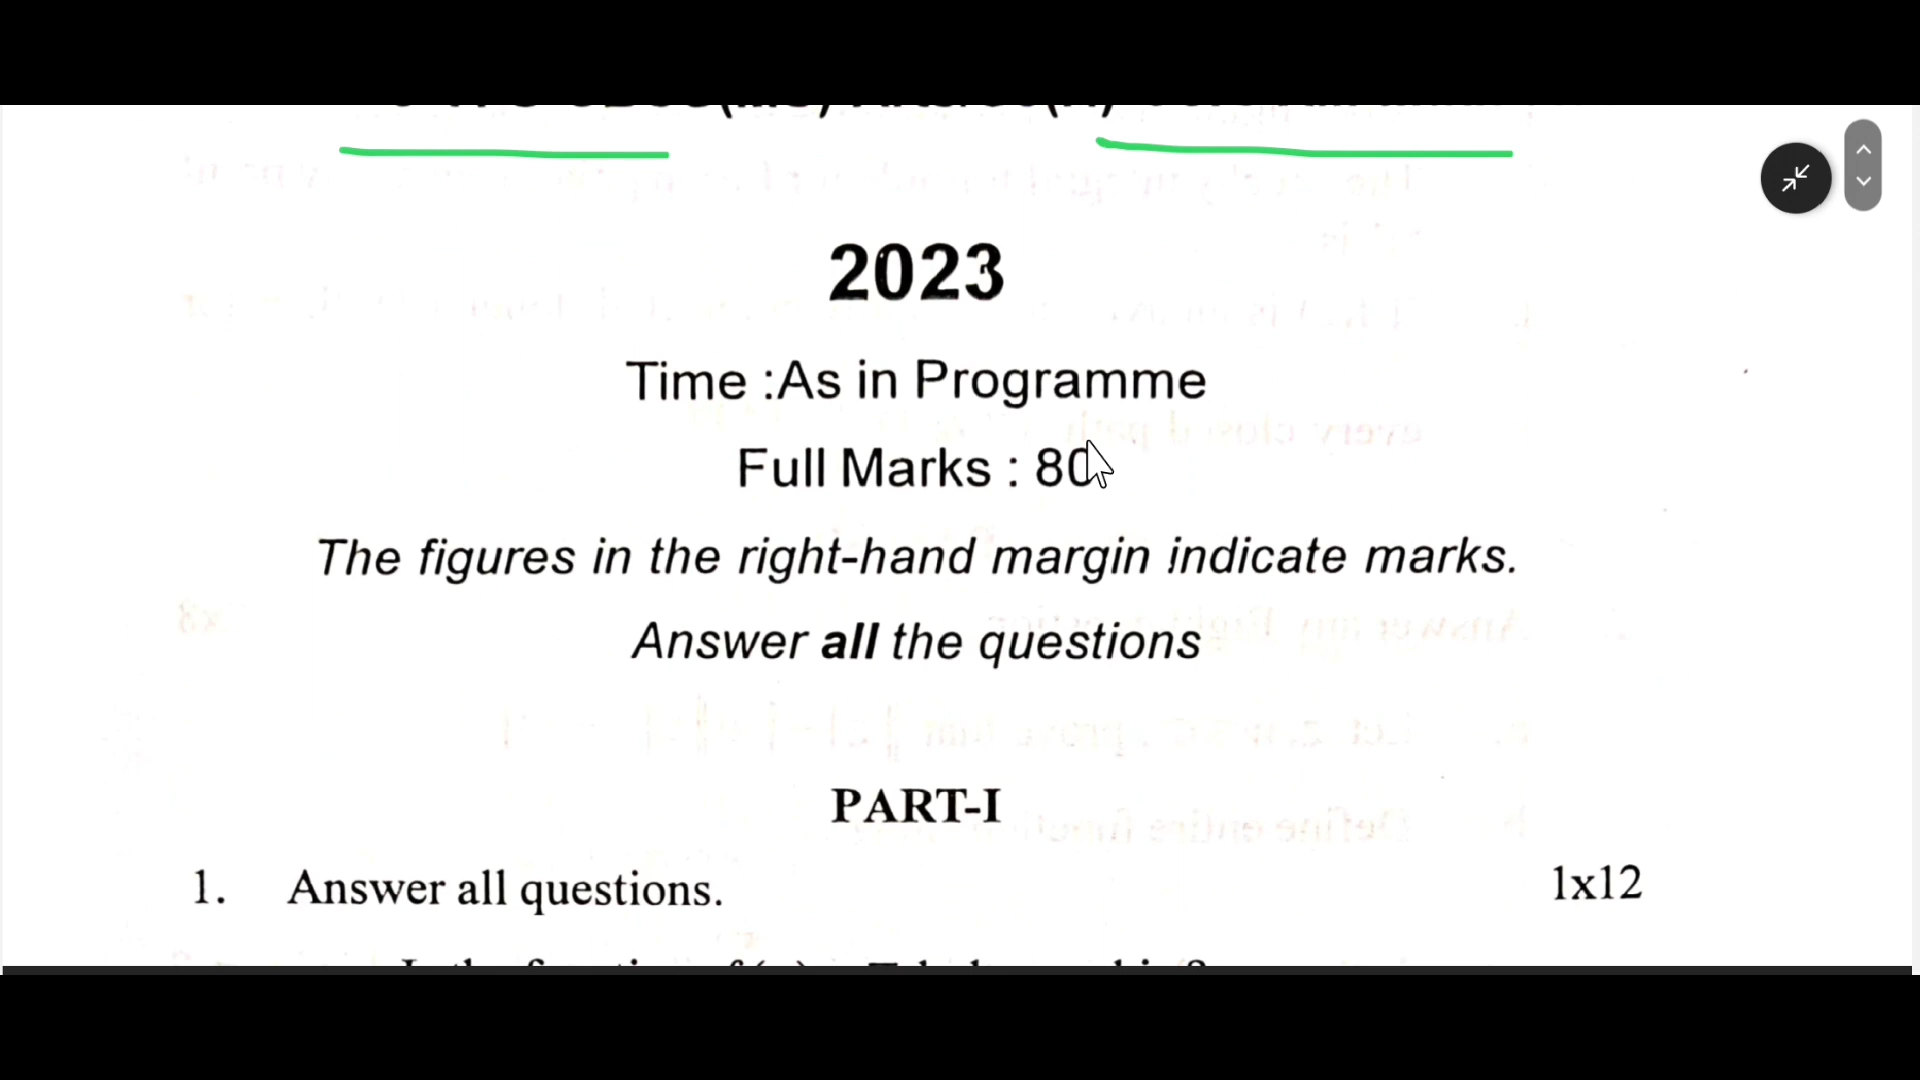 2023
Time :As in Programme
Full Marks : 80
The figures in the right-hand margin indicate marks.
Answer all the questions
PART-I
1. Answer all questions. 1x12